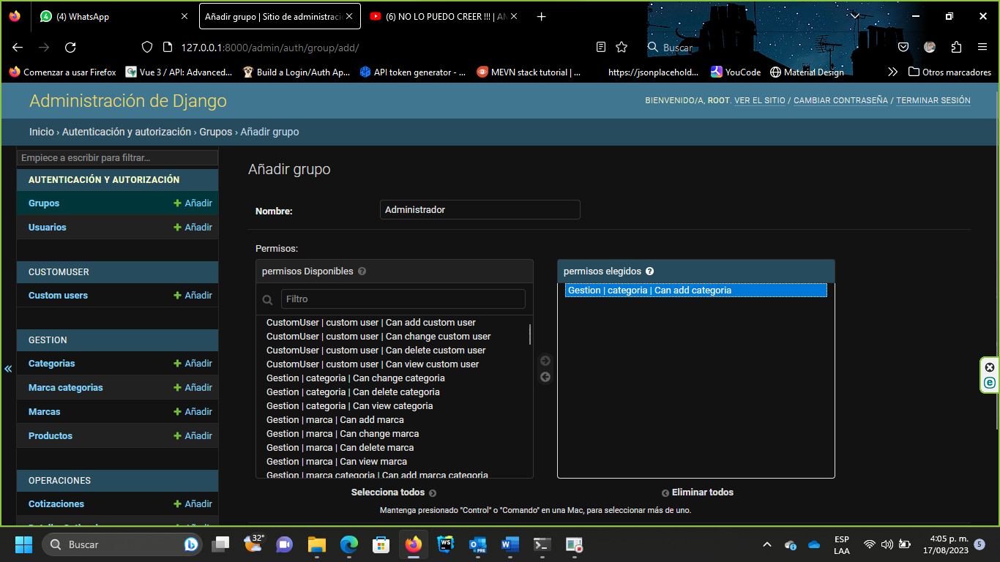 (4) WhatsApp
Añadir grupo | Sitio de administraci
(6) NO LO PUEDO CREER !!! | AN
127.0.0.1:8000/admin/auth/group/add/
Buscar
Comenzar a usar Firefox
Vue 3 / API: Advanced...
Build a Login/Auth Ap...
API token generator - ...
MEVN stack tutorial | ...
https://jsonplacehold...
YouCode
Material Design
Otros marcadores
Administración de Django
BIENVENIDO/A, ROOT. VER EL SITIO / CAMBIAR CONTRASEÑA / TERMINAR SESIÓN
Inicio › Autenticación y autorización › Grupos › Añadir grupo
Empiece a escribir para filtrar...
AUTENTICACIÓN Y AUTORIZACIÓN
Grupos + Añadir
Usuarios + Añadir
CUSTOMUSER
Custom users + Añadir
GESTION
Categorias + Añadir
Marca categorias + Añadir
Marcas + Añadir
Productos + Añadir
OPERACIONES
Cotizaciones + Añadir
Añadir grupo
Nombre: Administrador
Permisos:
permisos Disponibles ?
Filtro
CustomUser | custom user | Can add custom user
CustomUser | custom user | Can change custom user
CustomUser | custom user | Can delete custom user
CustomUser | custom user | Can view custom user
Gestion | categoria | Can change categoria
Gestion | categoria | Can delete categoria
Gestion | categoria | Can view categoria
Gestion | marca | Can add marca
Gestion | marca | Can change marca
Gestion | marca | Can delete marca
Gestion | marca | Can view marca
Gestion | marca categoria | Can add marca categoria
Selecciona todos
permisos elegidos ?
Gestion | categoria | Can add categoria
Eliminar todos
Mantenga presionado "Control" o "Comando" en una Mac, para seleccionar más de uno.
Buscar
32°
WS
PRE
ESP
LAA
4:05 p. m.
17/08/2023
5